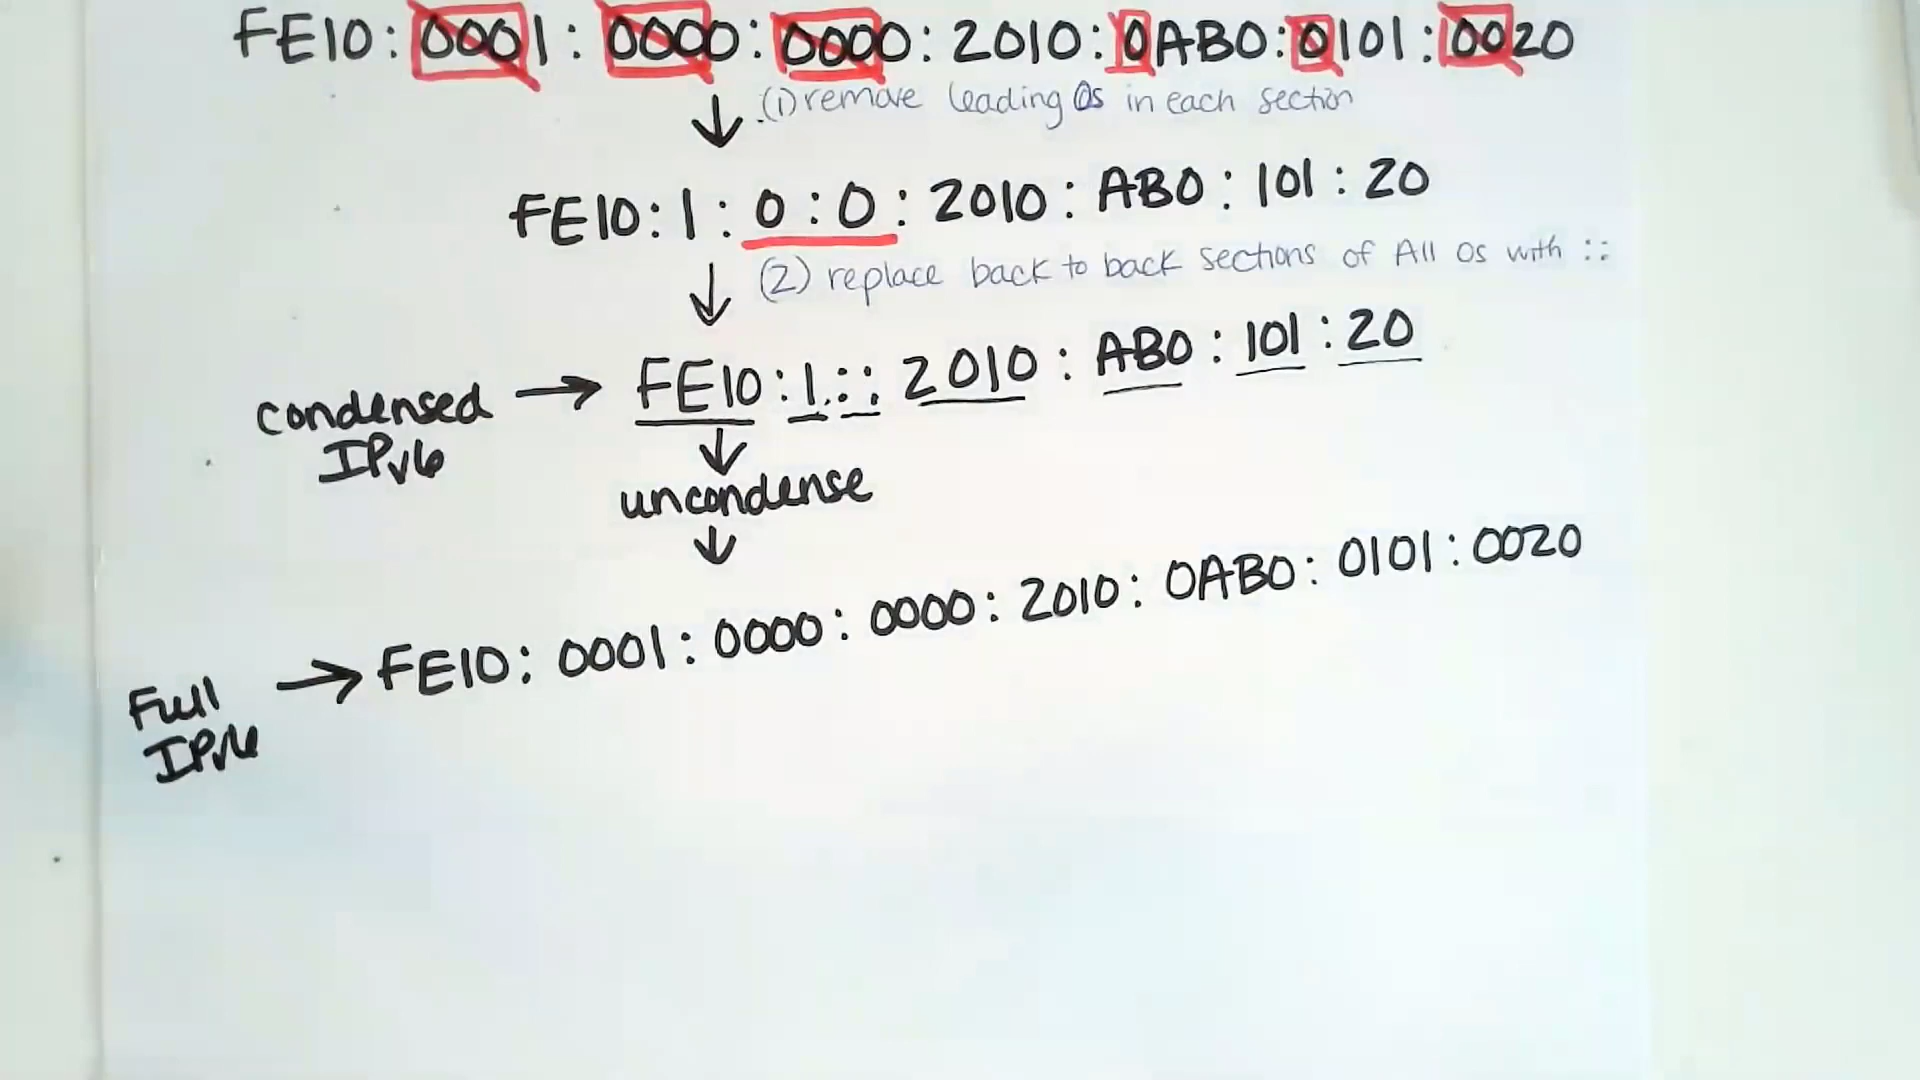 FE10:0001:0000:0000:2010:0AB0:0101:0020
(1) remove leading 0s in each section
FE10:1:0:0:2010:AB0:101:20
(2) replace back to back sections of All 0s with ::
condensed IPv6 → FE10:1::2010:AB0:101:20
uncondense
Full IPv6 → FE10:0001:0000:0000:2010:0AB0:0101:0020